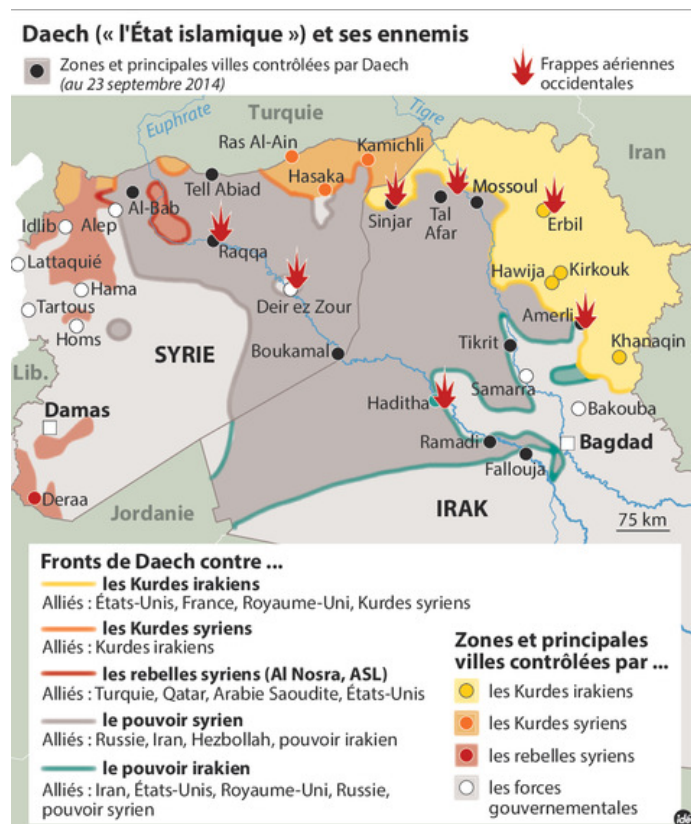 Daech (« l'État islamique ») et ses ennemis
Zones et principales villes contrôlées par Daech
(au 23 septembre 2014)
Frappes aériennes
occidentales
Turquie
Euphrate
Tigre
Iran
Ras Al-Ain
Kamichli
Hasaka
Tell Abiad
Mossoul
Al-Bab
Sinjar
Tal
Afar
Erbil
Idlib
Alep
Raqqa
Lattaquié
Hawija
Kirkouk
Hama
Deir ez Zour
Tartous
Amerli
Homs
Tikrit
Khanaqin
SYRIE
Boukamal
Lib.
Samarra
Haditha
Bakouba
Damas
Ramadi
Bagdad
Fallouja
Deraa
Jordanie
IRAK
75 km
Fronts de Daech contre ...
les Kurdes irakiens
Alliés : États-Unis, France, Royaume-Uni, Kurdes syriens
les Kurdes syriens
Alliés : Kurdes irakiens
les rebelles syriens (Al Nosra, ASL)
Alliés : Turquie, Qatar, Arabie Saoudite, États-Unis
le pouvoir syrien
Alliés : Russie, Iran, Hezbollah, pouvoir irakien
le pouvoir irakien
Alliés : Iran, États-Unis, Royaume-Uni, Russie,
pouvoir syrien
Zones et principales
villes contrôlées par ...
les Kurdes irakiens
les Kurdes syriens
les rebelles syriens
les forces
gouvernementales
idé